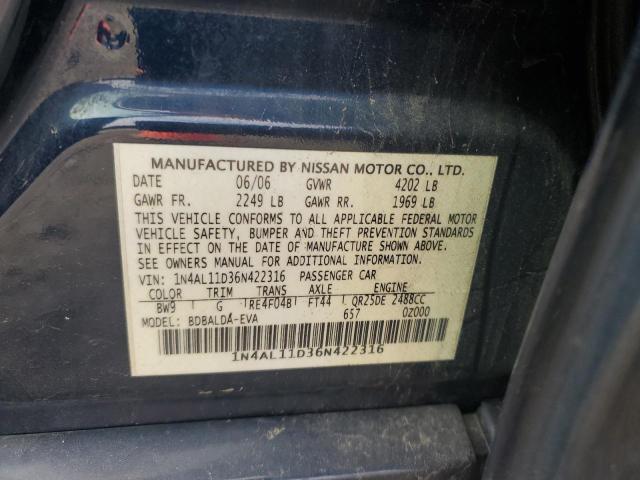 MANUFACTURED BY NISSAN MOTOR CO., LTD.
DATE 06/06 GVWR 4202 LB
GAWR FR. 2249 LB GAWR RR. 1969 LB
THIS VEHICLE CONFORMS TO ALL APPLICABLE FEDERAL MOTOR
VEHICLE SAFETY, BUMPER AND THEFT PREVENTION STANDARDS
IN EFFECT ON THE DATE OF MANUFACTURE SHOWN ABOVE.
SEE OWNERS MANUAL FOR ADDITIONAL INFORMATION.
VIN: 1N4AL11D36N422316 PASSENGER CAR
COLOR TRIM TRANS AXLE ENGINE
BW9 G RE4F04B FT44 QR25DE 2488CC
MODEL: BDBALDA-EVA 657 0Z000
1N4AL11D36N422316